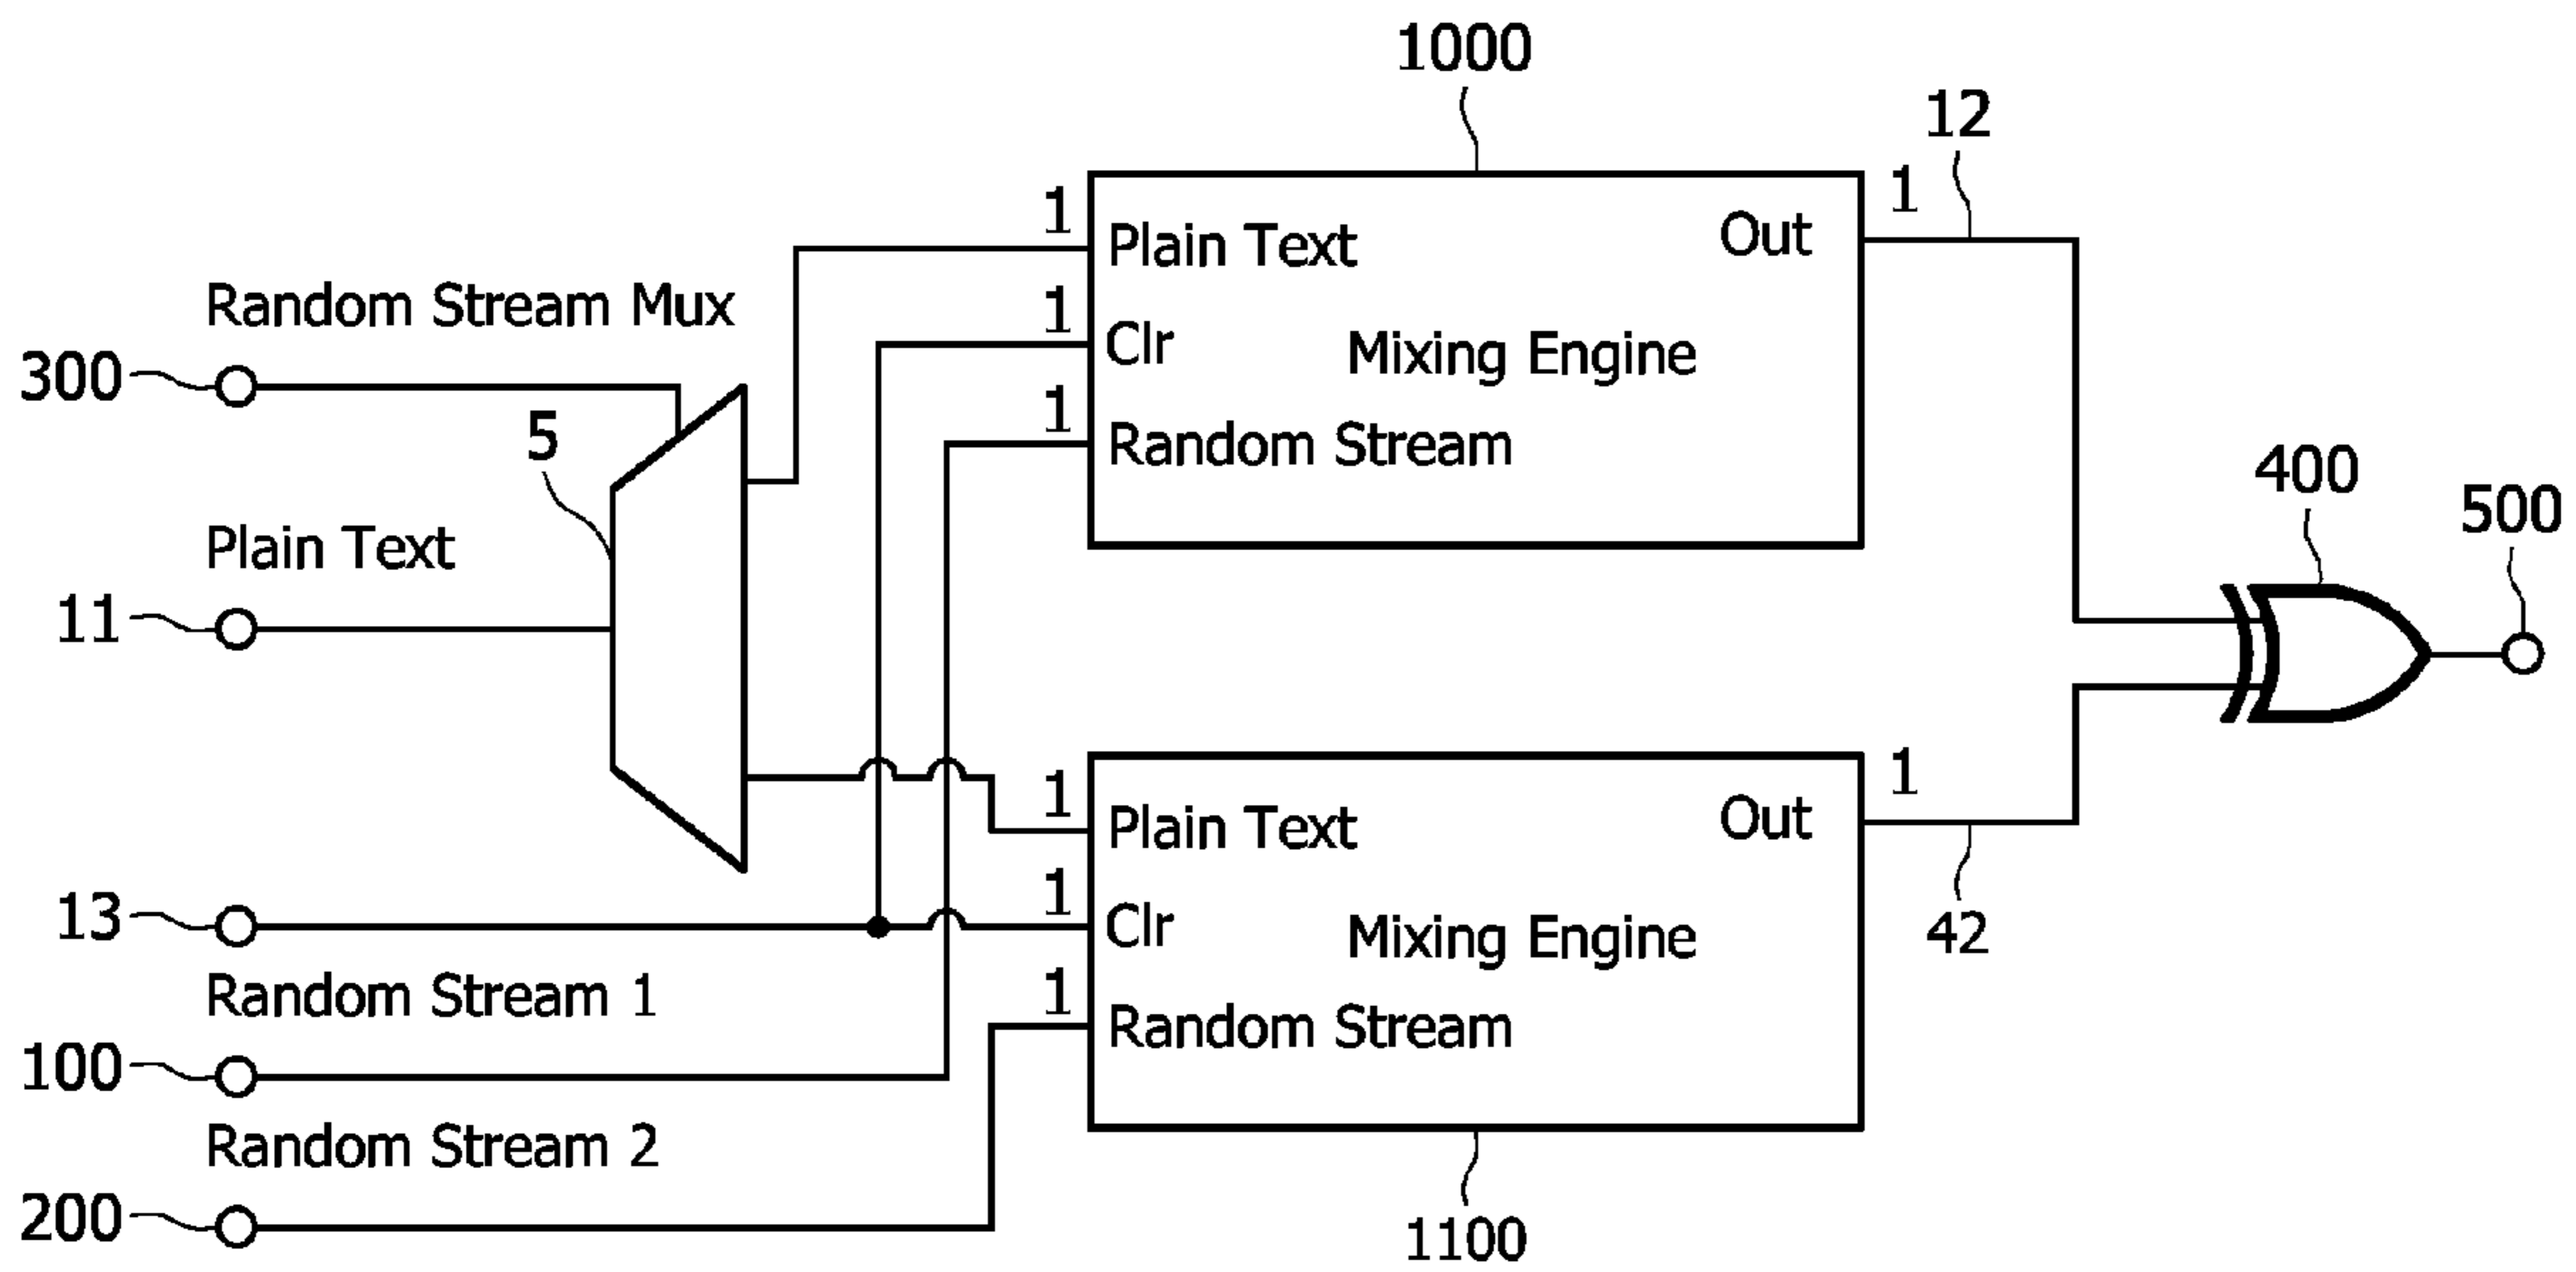 1000
12
1
1
Plain Text
Out
Random Stream Mux
1
Clr
Mixing Engine
300
1
Random Stream
5
400
500
Plain Text
11
1
1
Plain Text
Out
13
1
Clr
Mixing Engine
42
Random Stream 1
1
Random Stream
100
Random Stream 2
200
1100